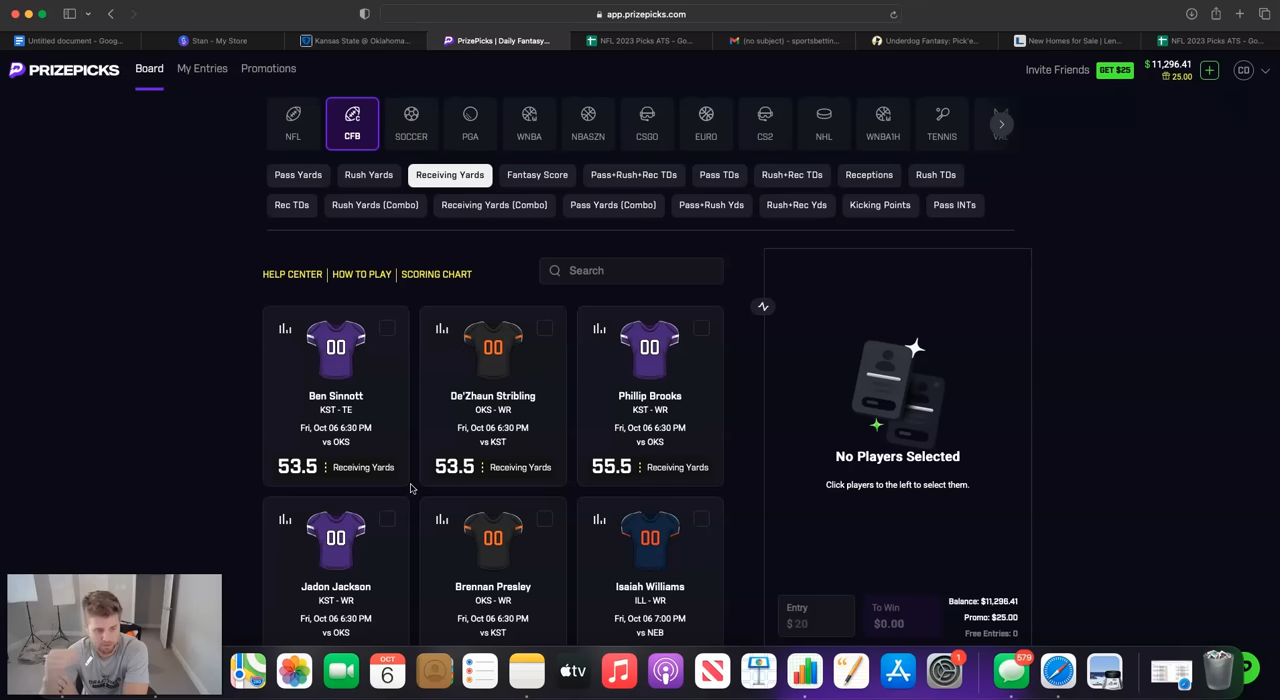 app.prizepicks.com
Untitled document - Goog...
Stan - My Store
Kansas State @ Oklahoma...
PrizePicks | Daily Fantasy...
NFL 2023 Picks ATS - Go...
(no subject) - sportsbettin...
Underdog Fantasy: Pick'e...
New Homes for Sale | Len...
NFL 2023 Picks ATS - Go...
PRIZEPICKS
Board
My Entries
Promotions
Invite Friends
GET $25
$11,296.41
25.00
CD
NFL
CFB
SOCCER
PGA
WNBA
NBASZN
CSGO
EURO
CS2
NHL
WNBA1H
TENNIS
Pass Yards
Rush Yards
Receiving Yards
Fantasy Score
Pass+Rush+Rec TDs
Pass TDs
Rush+Rec TDs
Receptions
Rush TDs
Rec TDs
Rush Yards (Combo)
Receiving Yards (Combo)
Pass Yards (Combo)
Pass+Rush Yds
Rush+Rec Yds
Kicking Points
Pass INTs
HELP CENTER
HOW TO PLAY
SCORING CHART
Search
00
Ben Sinnott
KST - TE
Fri, Oct 06 6:30 PM
vs OKS
53.5 Receiving Yards
00
De'Zhaun Stribling
OKS - WR
Fri, Oct 06 6:30 PM
vs KST
53.5 Receiving Yards
00
Phillip Brooks
KST - WR
Fri, Oct 06 6:30 PM
vs OKS
55.5 Receiving Yards
00
Jadon Jackson
KST - WR
Fri, Oct 06 6:30 PM
vs OKS
00
Brennan Presley
OKS - WR
Fri, Oct 06 6:30 PM
vs KST
00
Isaiah Williams
ILL - WR
Fri, Oct 06 7:00 PM
vs NEB
No Players Selected
Click players to the left to select them.
Entry
$ 20
To Win
$0.00
Balance: $11,296.41
Promo: $25.00
Free Entries: 0
OCT
6
tv
1
579